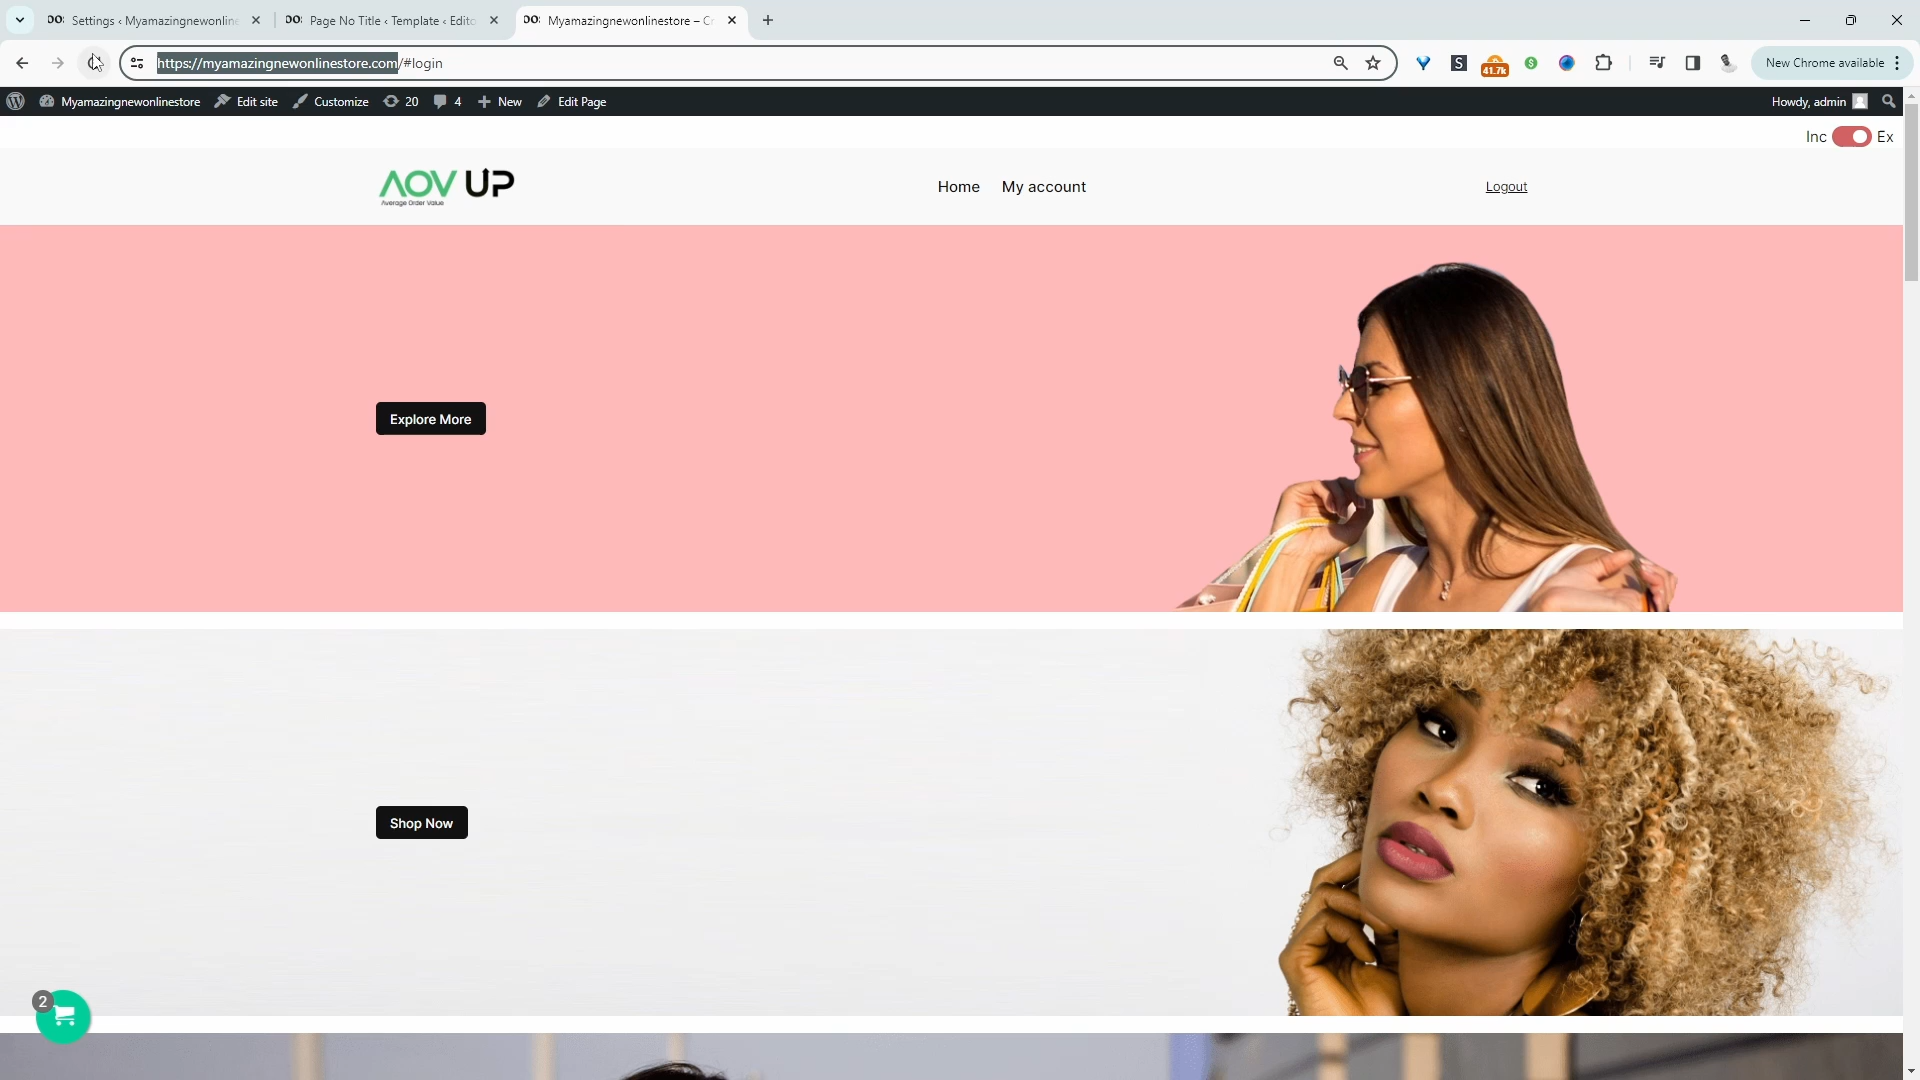 Settings ‹ Myamazingnewonline
Page No Title ‹ Template ‹ Edito
Myamazingnewonlinestore – Cr
https://myamazingnewonlinestore.com/#login
S
41.7k
New Chrome available
Myamazingnewonlinestore
Edit site
Customize
20
4
New
Edit Page
Howdy, admin
Inc
Ex
AOV UP
Average Order Value
Home
My account
Logout
Explore More
Shop Now
2